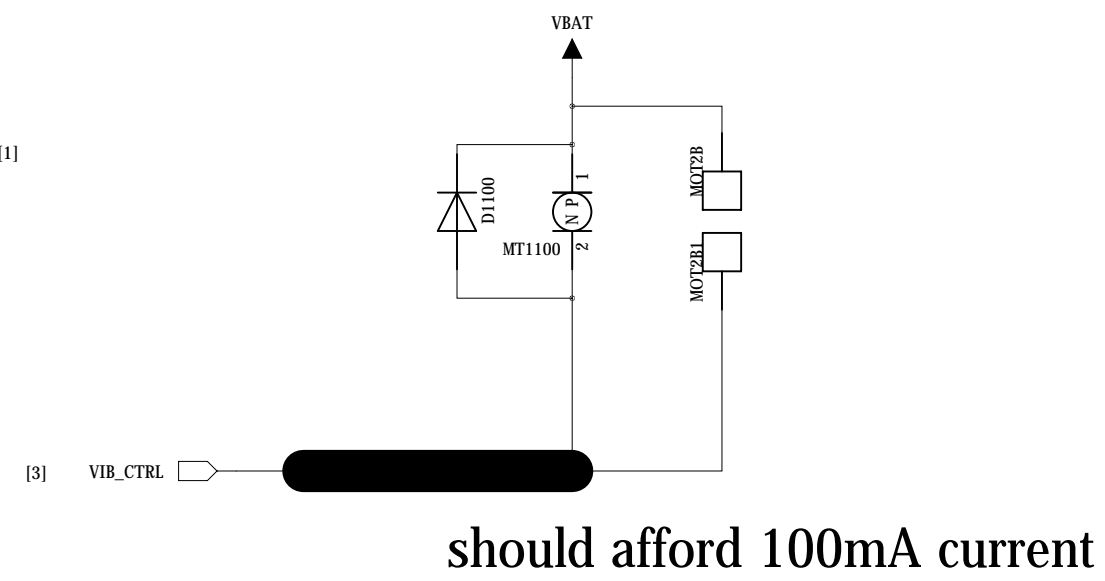 VBAT
[1]
MOT2B
D1100
1
N P
MT1100
2
MOT2B1
[3] VIB_CTRL
should afford 100mA current